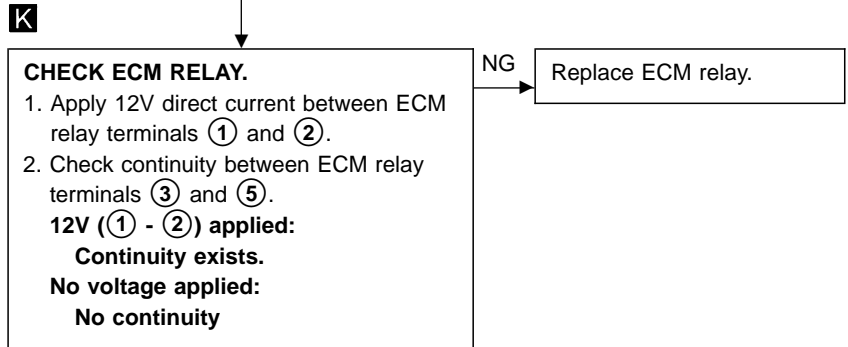 K
CHECK ECM RELAY.
1. Apply 12V direct current between ECM
relay terminals ① and ②.
2. Check continuity between ECM relay
terminals ③ and ⑤.
12V (① - ②) applied:
Continuity exists.
No voltage applied:
No continuity
NG
Replace ECM relay.